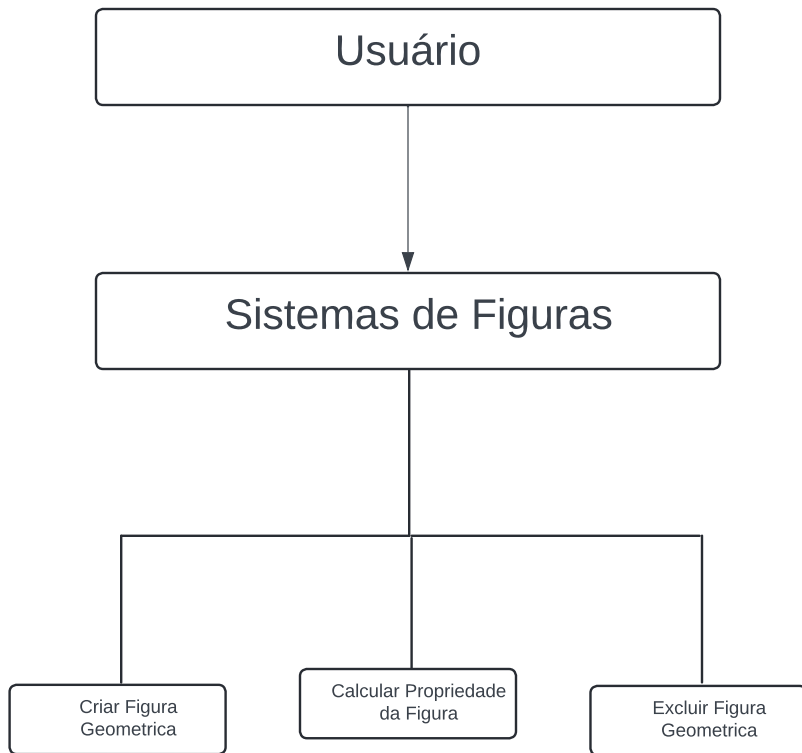 Usuário
Sistemas de Figuras
Criar Figura
Geometrica
Calcular Propriedade
da Figura
Excluir Figura
Geometrica